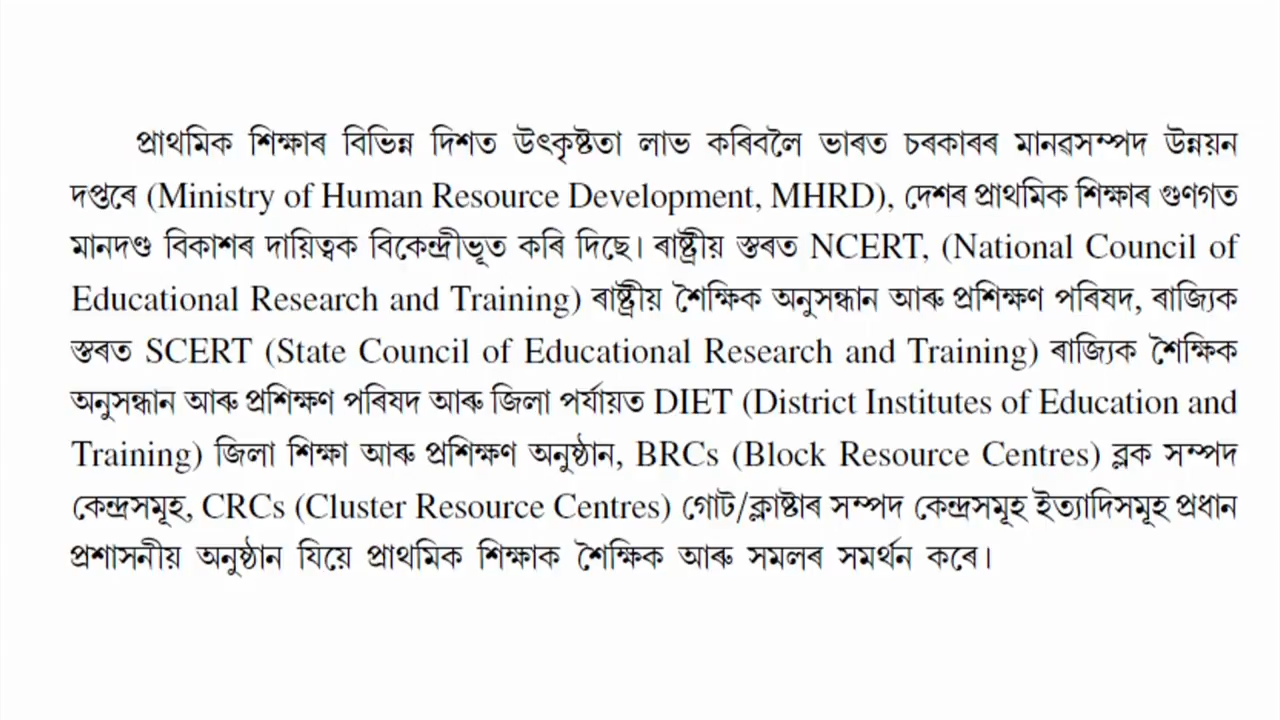 প্ৰাথমিক শিক্ষাৰ বিভিন্ন দিশত উৎকৃষ্টতা লাভ কৰিবলৈ ভাৰত চৰকাৰৰ মানৱসম্পদ উন্নয়ন
দপ্তৰে (Ministry of Human Resource Development, MHRD), দেশৰ প্ৰাথমিক শিক্ষাৰ গুণগত
মানদণ্ড বিকাশৰ দায়িত্বক বিকেন্দ্ৰীভূত কৰি দিছে। ৰাষ্ট্ৰীয় স্তৰত NCERT, (National Council of
Educational Research and Training) ৰাষ্ট্ৰীয় শৈক্ষিক অনুসন্ধান আৰু প্ৰশিক্ষণ পৰিষদ, ৰাজ্যিক
স্তৰত SCERT (State Council of Educational Research and Training) ৰাজ্যিক শৈক্ষিক
অনুসন্ধান আৰু প্ৰশিক্ষণ পৰিষদ আৰু জিলা পৰ্যায়ত DIET (District Institutes of Education and
Training) জিলা শিক্ষা আৰু প্ৰশিক্ষণ অনুষ্ঠান, BRCs (Block Resource Centres) ব্লক সম্পদ
কেন্দ্ৰসমূহ, CRCs (Cluster Resource Centres) গোট/ক্লাষ্টাৰ সম্পদ কেন্দ্ৰসমূহ ইত্যাদিসমূহ প্ৰধান
প্ৰশাসনীয় অনুষ্ঠান যিয়ে প্ৰাথমিক শিক্ষাক শৈক্ষিক আৰু সমলৰ সমৰ্থন কৰে।